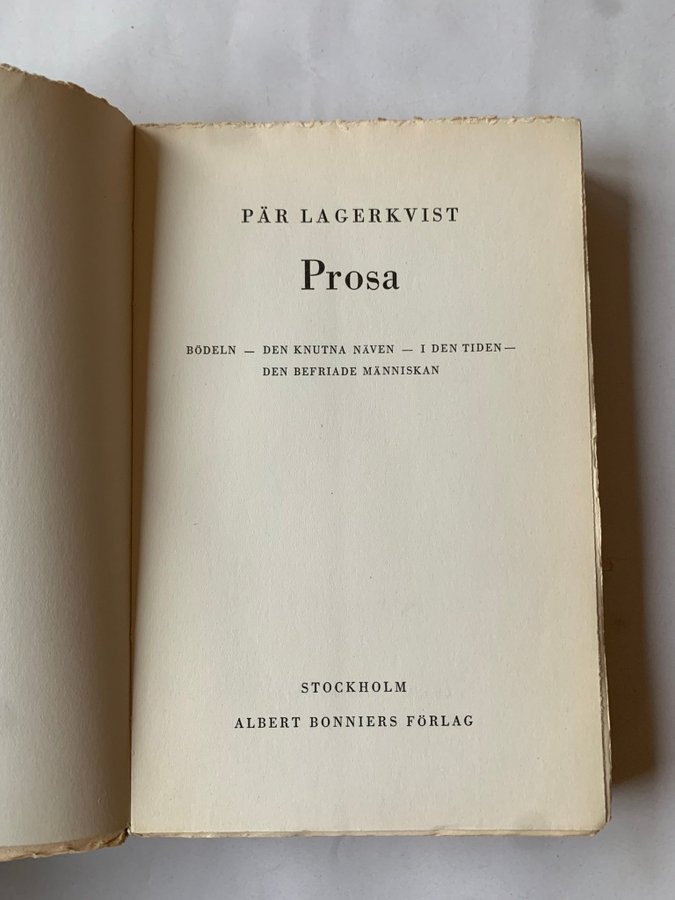 PÄR LAGERKVIST
Prosa
BÖDELN — DEN KNUTNA NÄVEN — I DEN TIDEN —
DEN BEFRIADE MÄNNISKAN
STOCKHOLM
ALBERT BONNIERS FÖRLAG